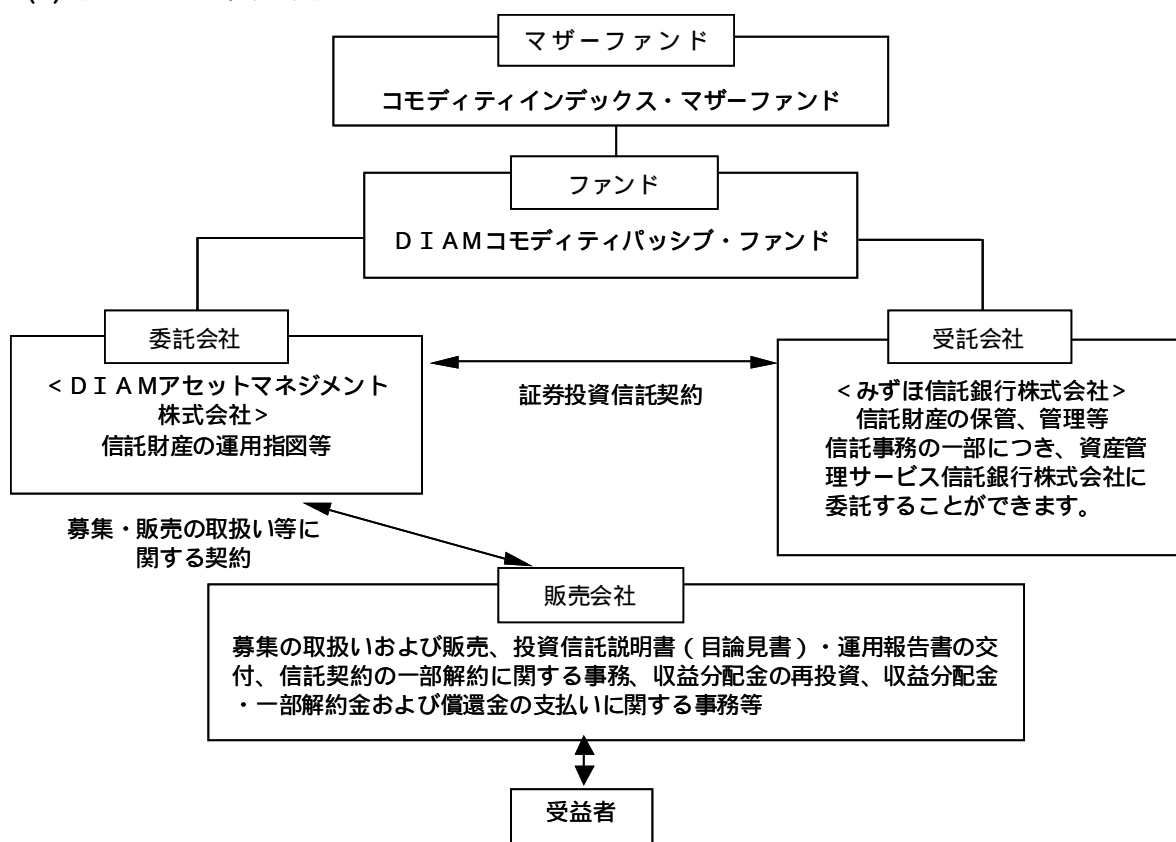 マザーファンド
コモディティインデックス・マザーファンド
ファンド
ＤＩＡＭコモディティパッシブ・ファンド
委託会社
＜ＤＩＡＭアセットマネジメント
株式会社＞
信託財産の運用指図等
証券投資信託契約
受託会社
＜みずほ信託銀行株式会社＞
信託財産の保管、管理等
信託事務の一部につき、資産管
理サービス信託銀行株式会社に
委託することができます。
募集・販売の取扱い等に
関する契約
販売会社
募集の取扱いおよび販売、投資信託説明書（目論見書）・運用報告書の交
付、信託契約の一部解約に関する事務、収益分配金の再投資、収益分配金
・一部解約金および償還金の支払いに関する事務等
受益者